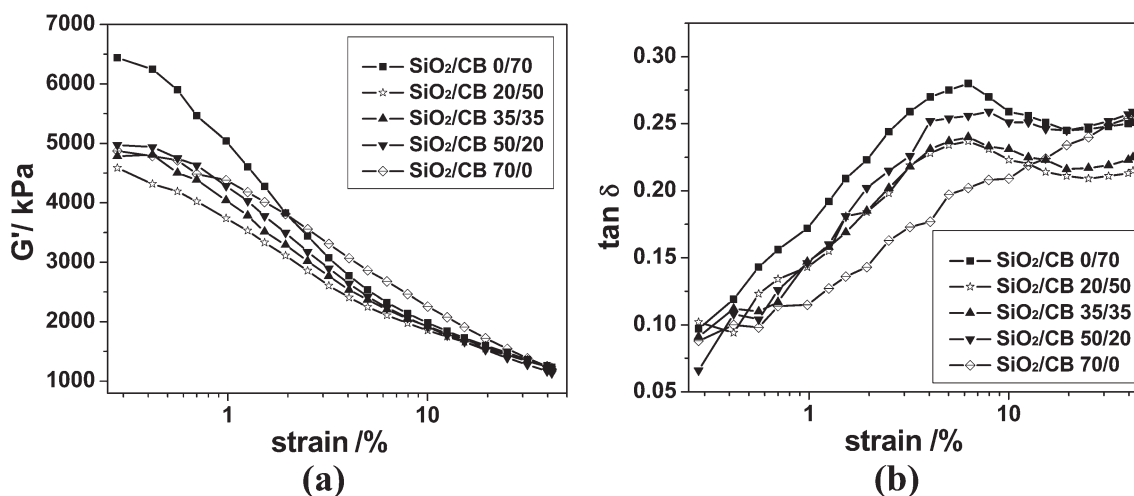 7000
6000
5000
4000
3000
2000
1000
G'/ kPa
SiO₂/CB 0/70
SiO₂/CB 20/50
SiO₂/CB 35/35
SiO₂/CB 50/20
SiO₂/CB 70/0
1
10
strain /%
(a)
0.30
0.25
0.20
0.15
0.10
0.05
tan δ
SiO₂/CB 0/70
SiO₂/CB 20/50
SiO₂/CB 35/35
SiO₂/CB 50/20
SiO₂/CB 70/0
1
10
strain /%
(b)